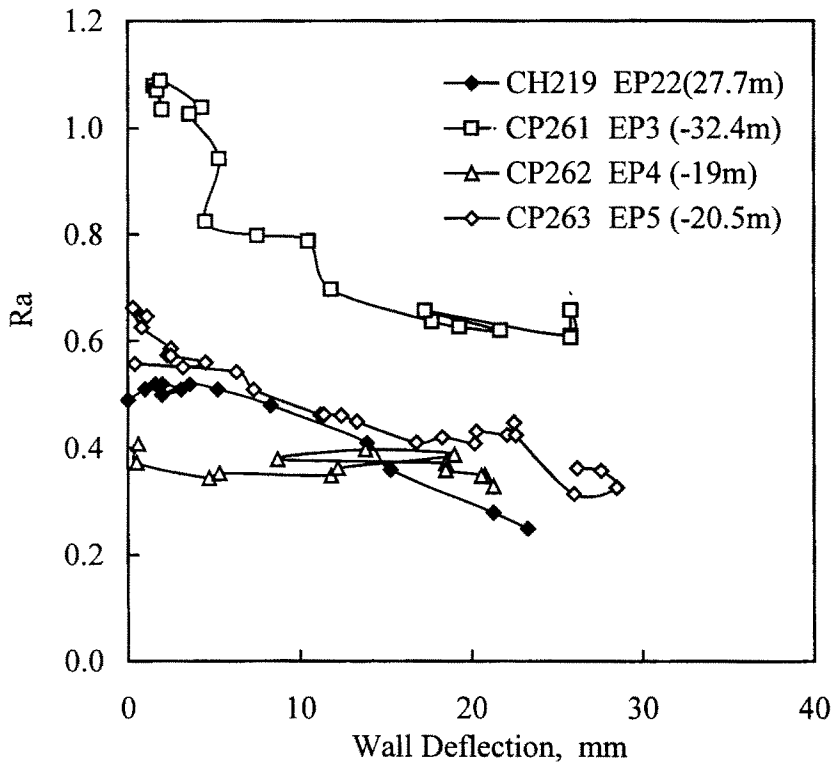 1.2
1.0
0.8
0.6
0.4
0.2
0.0
Ra
CH219 EP22(27.7m)
CP261 EP3 (-32.4m)
CP262 EP4 (-19m)
CP263 EP5 (-20.5m)
0 10 20 30 40
Wall Deflection, mm